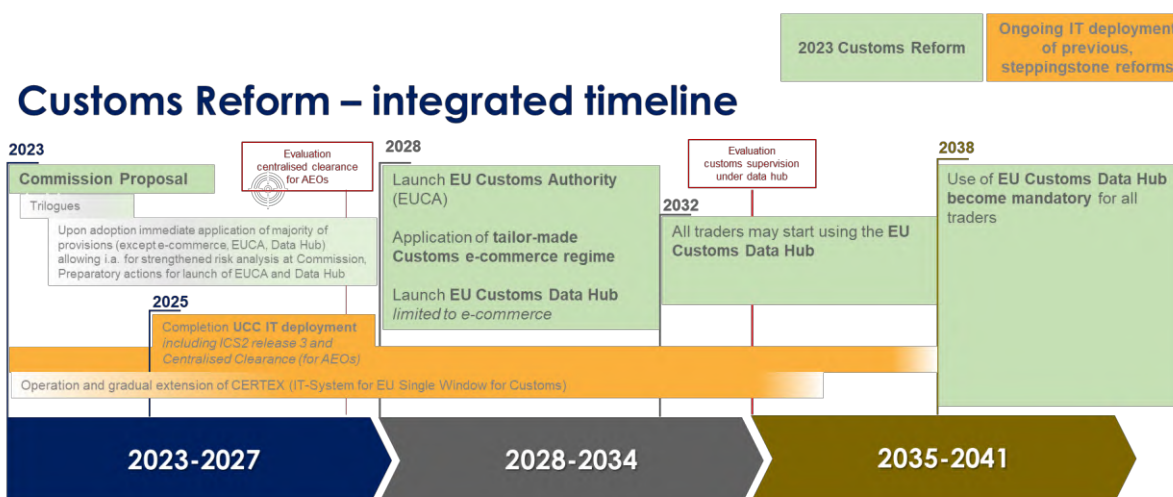 2023 Customs Reform
Ongoing IT deployment
of previous,
steppingstone reforms
Customs Reform – integrated timeline
2023
Commission Proposal
Trilogues
Upon adoption immediate application of majority of
provisions (except e-commerce, EUCA, Data Hub)
allowing i.a. for strengthened risk analysis at Commission,
Preparatory actions for launch of EUCA and Data Hub
Evaluation
centralised clearance
for AEOs
2025
Completion UCC IT deployment
including ICS2 release 3 and
Centralised Clearance (for AEOs)
Operation and gradual extension of CERTEX (IT-System for EU Single Window for Customs)
2028
Launch EU Customs Authority
(EUCA)
Application of tailor-made
Customs e-commerce regime
Launch EU Customs Data Hub
limited to e-commerce
2032
All traders may start using the EU
Customs Data Hub
Evaluation
customs supervision
under data hub
2038
Use of EU Customs Data Hub
become mandatory for all
traders
2023-2027
2028-2034
2035-2041